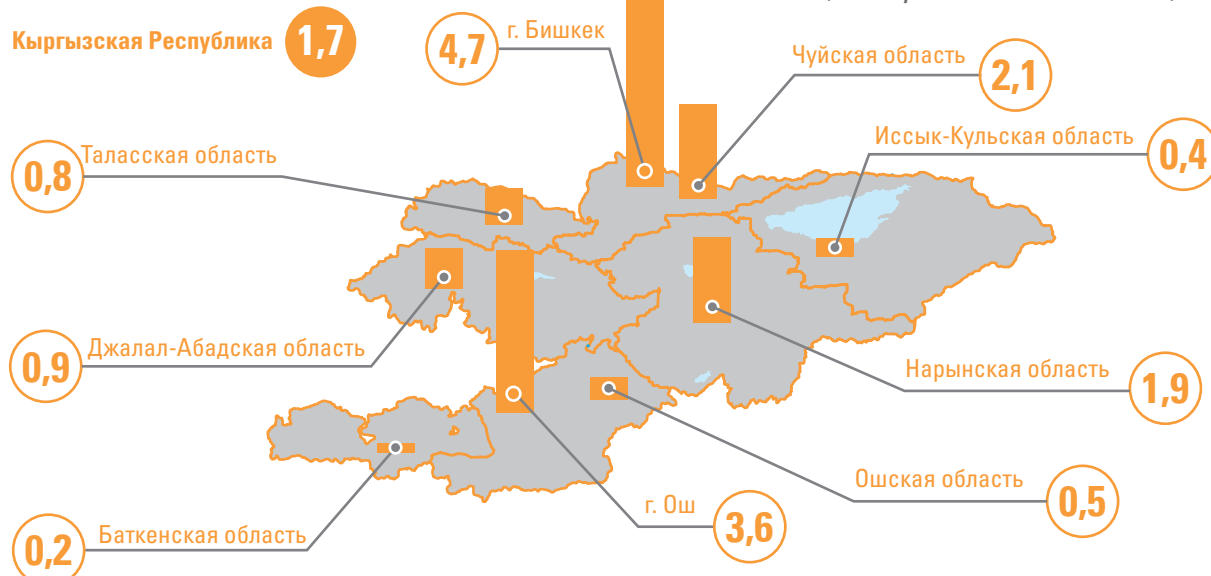 Кыргызская Республика 1,7
г. Бишкек
4,7
Чуйская область
2,1
Иссык-Кульская область
0,4
Таласская область
0,8
Джалал-Абадская область
0,9
Нарынская область
1,9
Ошская область
0,5
г. Ош
3,6
Баткенская область
0,2